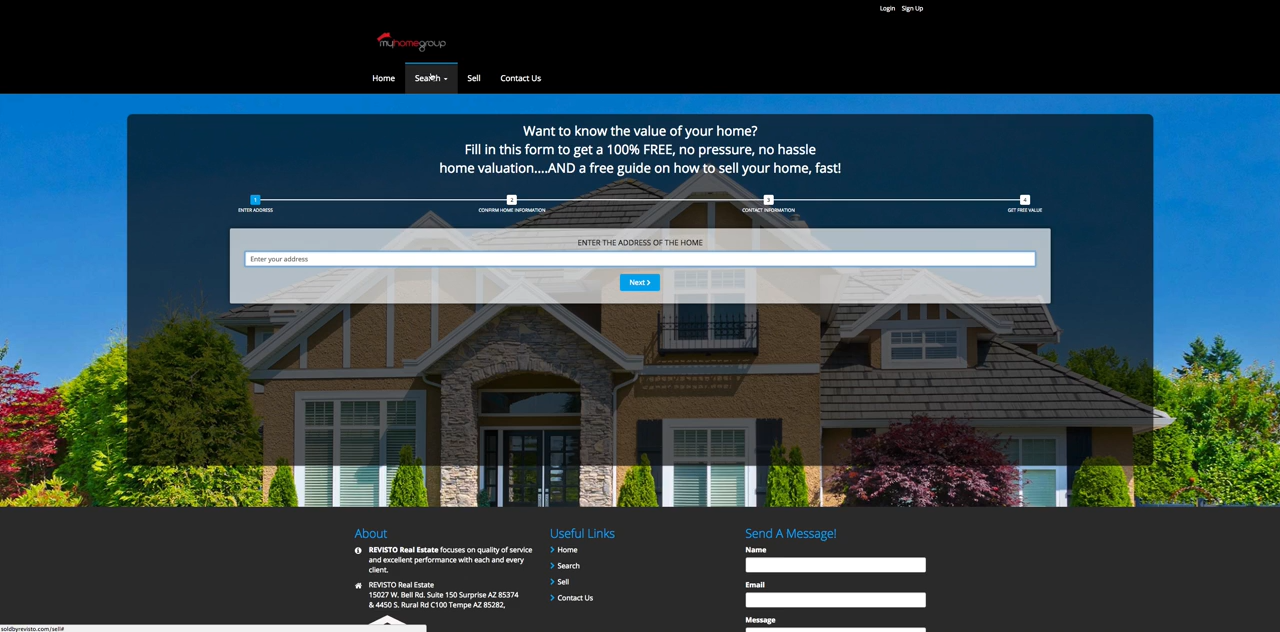 Login Sign Up
myhomegroup
Home Search Sell Contact Us
Want to know the value of your home?
Fill in this form to get a 100% FREE, no pressure, no hassle
home valuation....AND a free guide on how to sell your home, fast!
1 2 3 4
ENTER ADDRESS CONFIRM HOME INFORMATION CONTACT INFORMATION GET FREE VALUE
ENTER THE ADDRESS OF THE HOME
Enter your address
Next
About
REVISTO Real Estate focuses on quality of service
and excellent performance with each and every
client.
REVISTO Real Estate
15027 W. Bell Rd. Suite 150 Surprise AZ 85374
& 4450 S. Rural Rd C100 Tempe AZ 85282,
Useful Links
Home
Search
Sell
Contact Us
Send A Message!
Name
Email
Message
soldbyrevisto.com/sell#